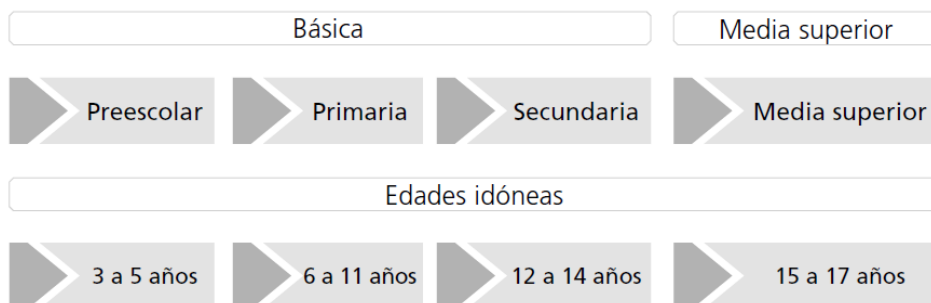 Básica Media superior
Preescolar Primaria Secundaria Media superior
Edades idóneas
3 a 5 años 6 a 11 años 12 a 14 años 15 a 17 años